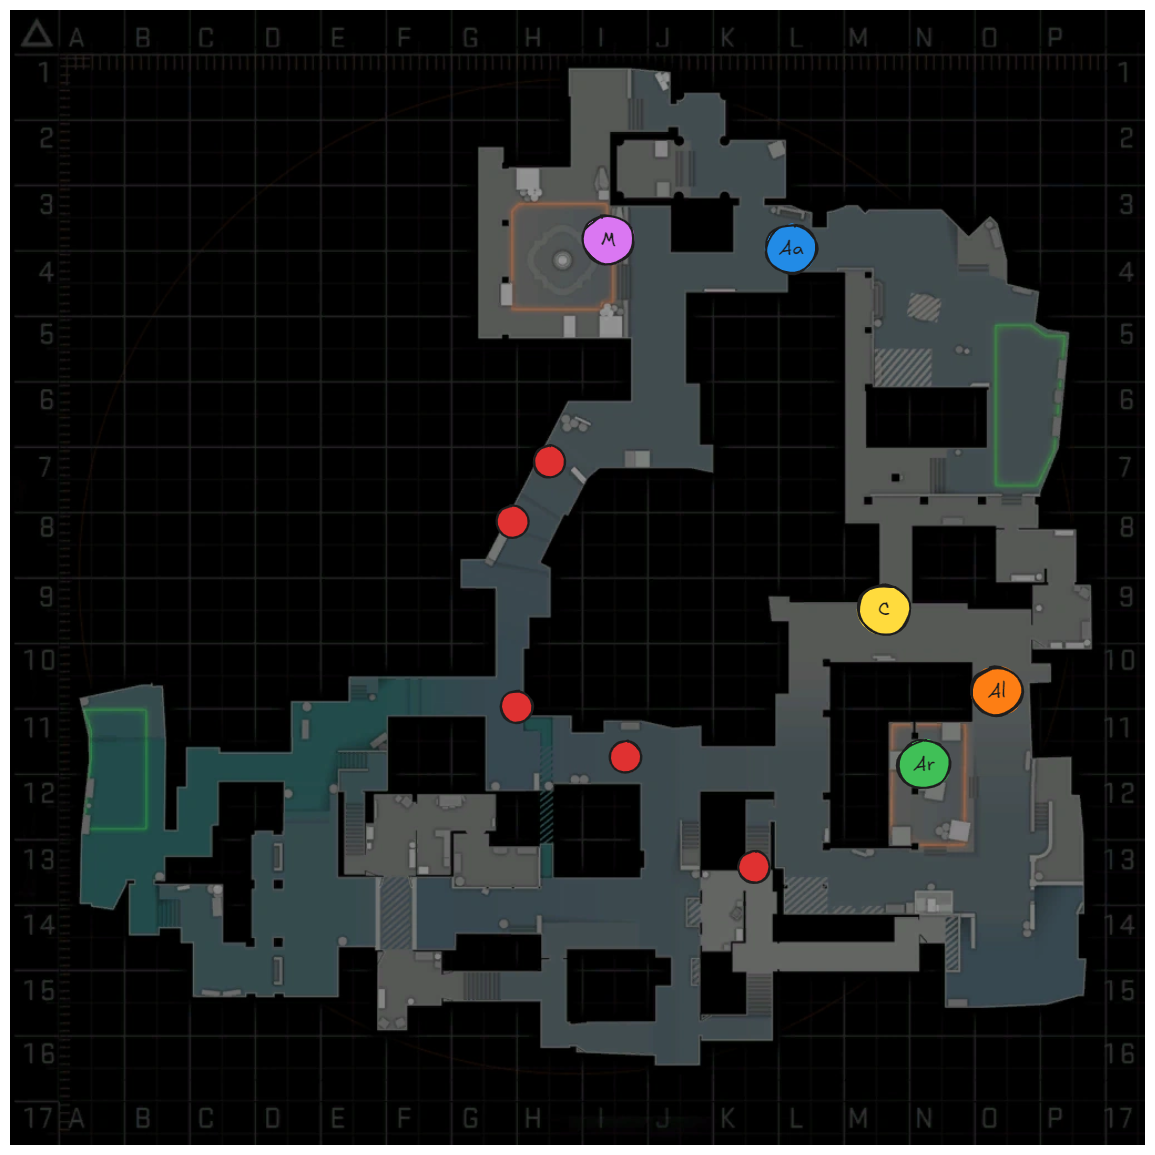 A B C D E F G H I J K L M N O P
1 1
2 2
3 3
M
Aa
4 4
5 5
6 6
7 7
8 8
9 9
C
10 10
Al
11 11
Ar
12 12
13 13
14 14
15 15
16 16
17 A B C D E F G H I J K L M N O P 17